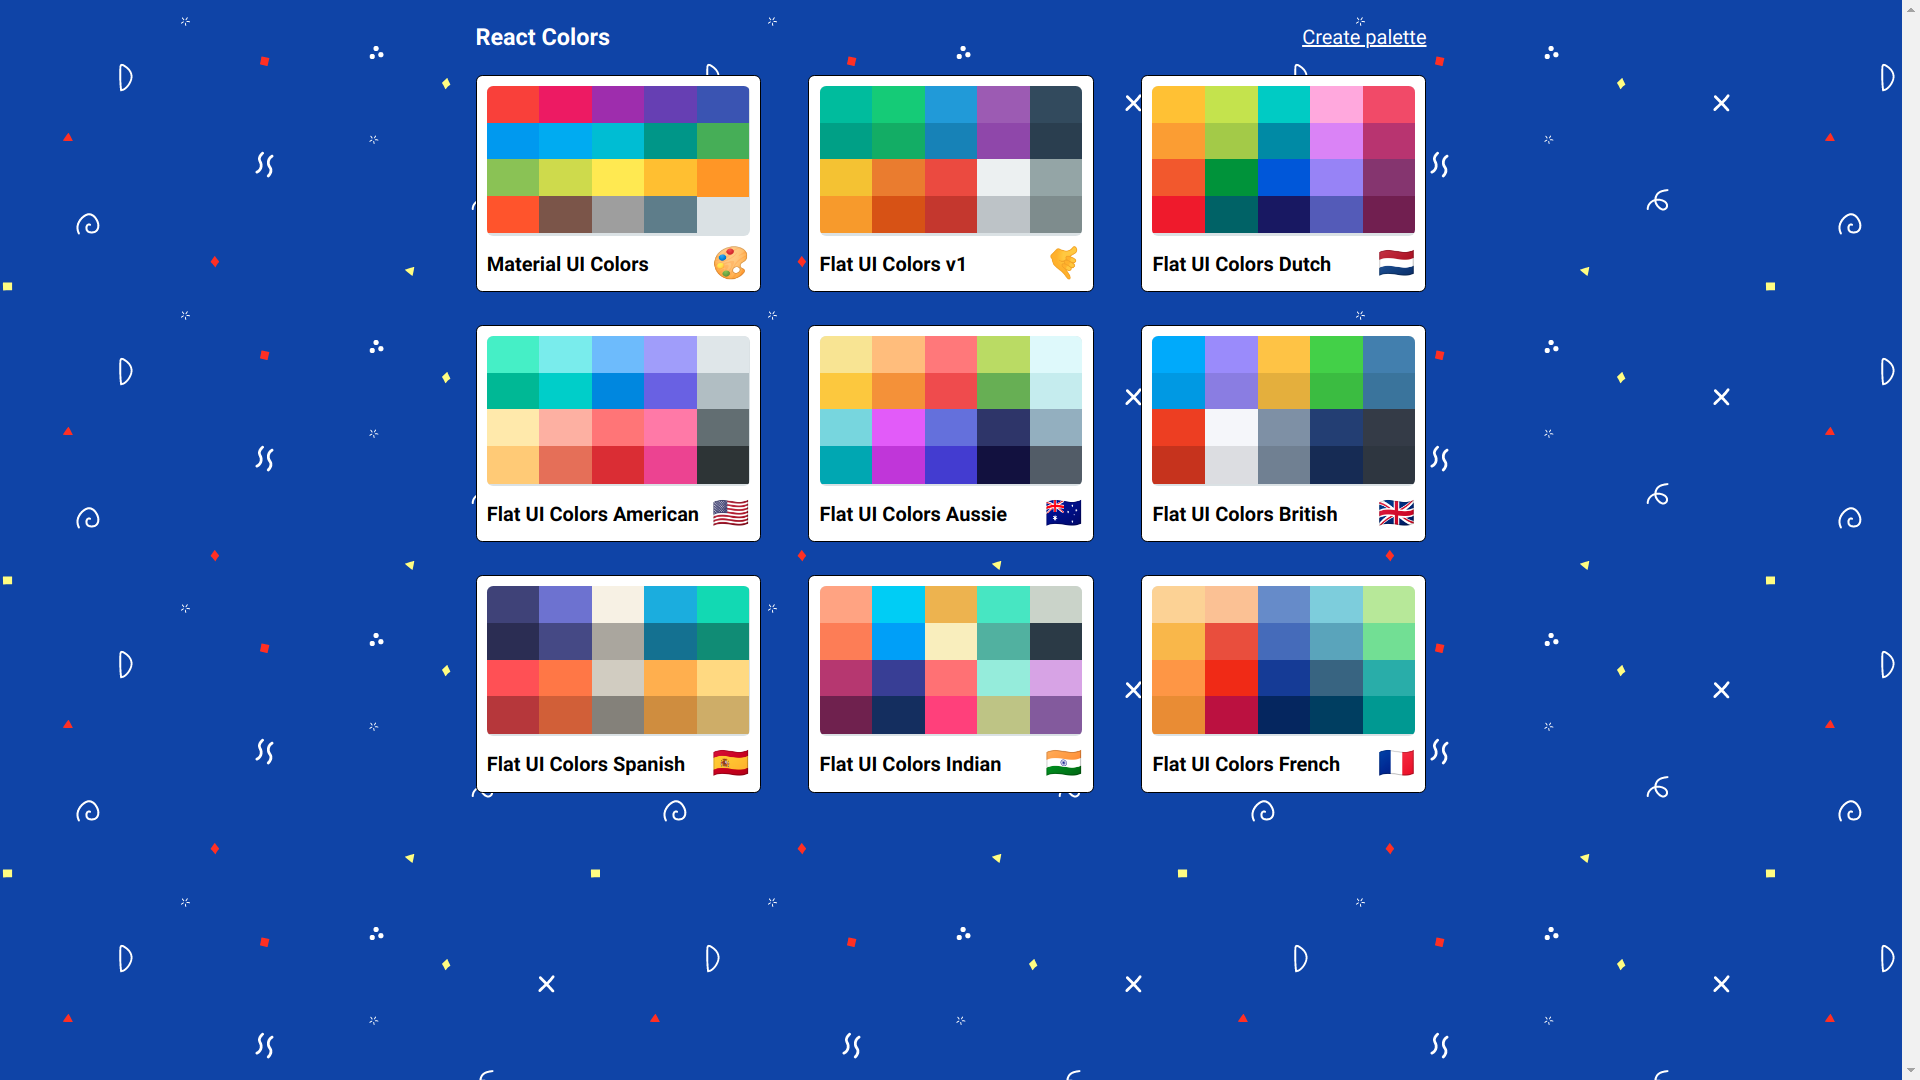 React Colors
Create palette
Material UI Colors
Flat UI Colors v1
Flat UI Colors Dutch
Flat UI Colors American
Flat UI Colors Aussie
Flat UI Colors British
Flat UI Colors Spanish
Flat UI Colors Indian
Flat UI Colors French